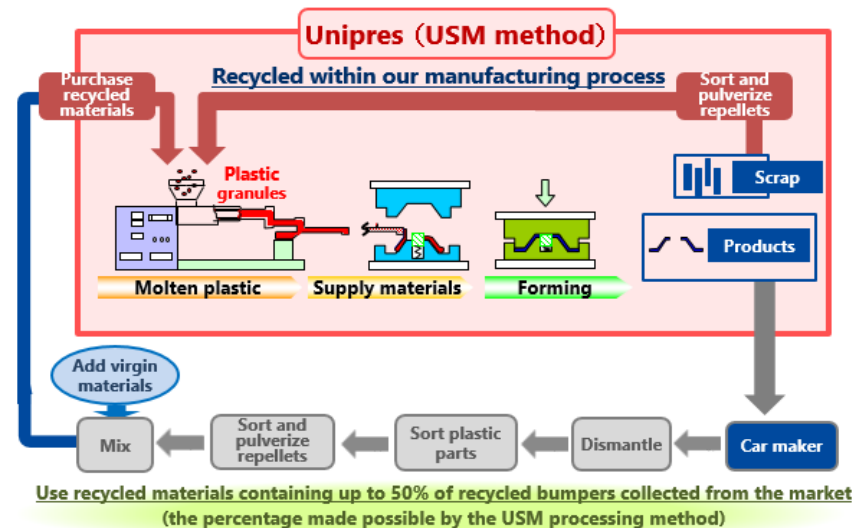 Unipres（USM method）
Recycled within our manufacturing process
Purchase
recycled
materials
Sort and
pulverize
repellets
Plastic
granules
Scrap
Products
Molten plastic
Supply materials
Forming
Add virgin
materials
Mix
Sort and
pulverize
repellets
Sort plastic
parts
Dismantle
Car maker
Use recycled materials containing up to 50% of recycled bumpers collected from the market
(the percentage made possible by the USM processing method)